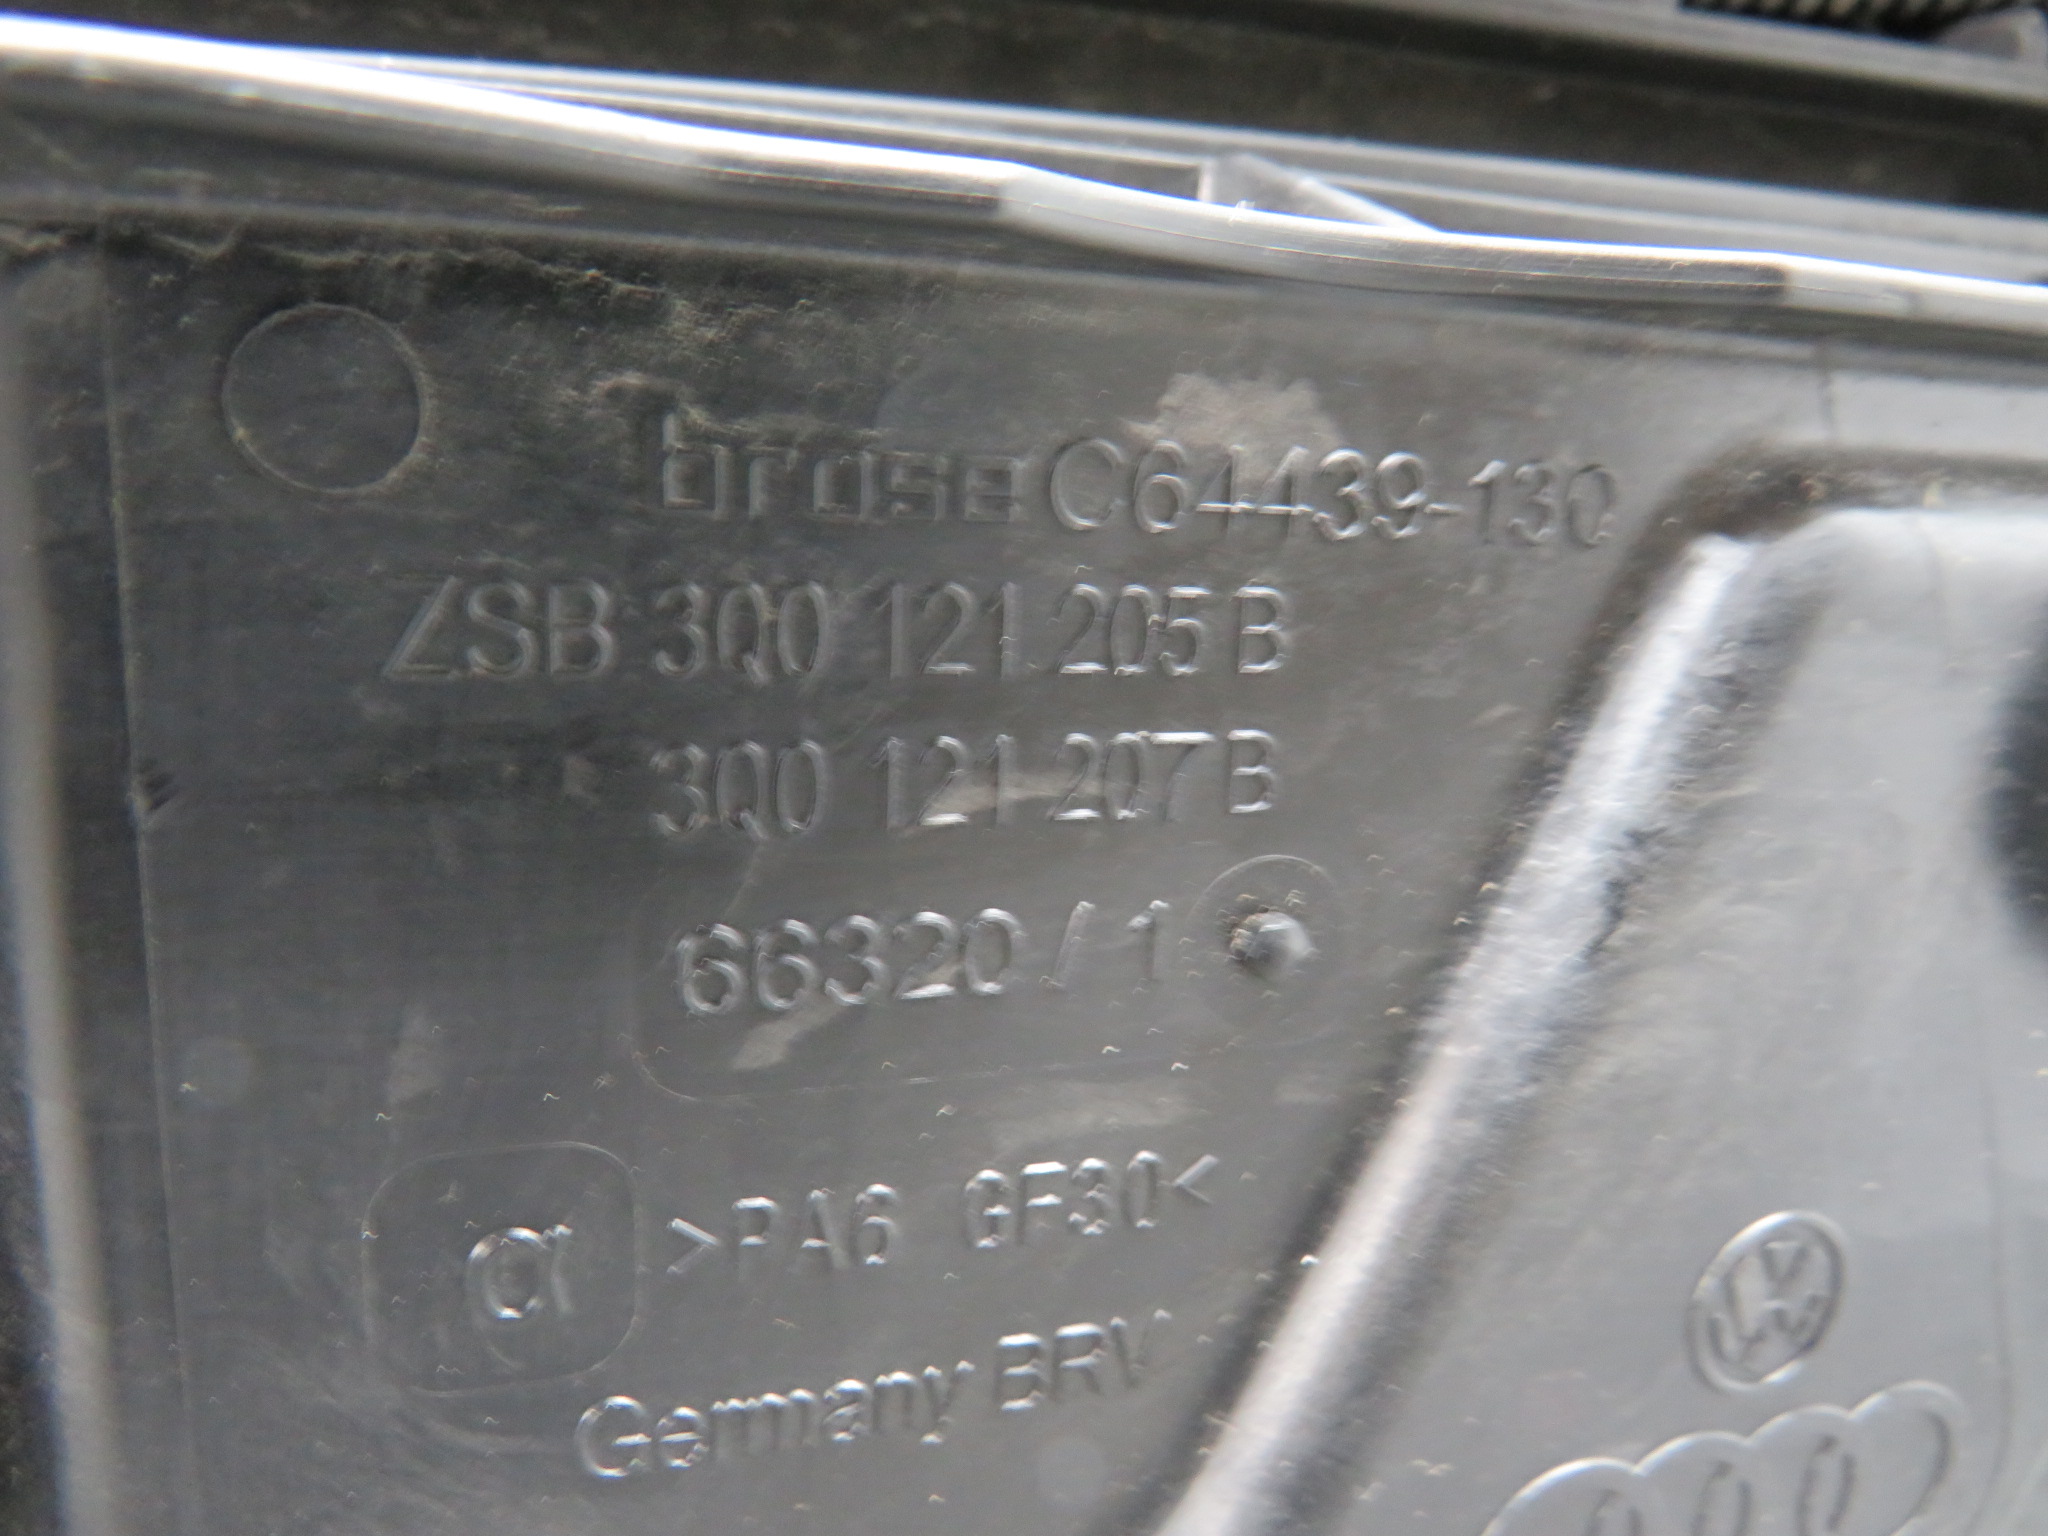 brose C64439-130
ZSB 3Q0 121 205 B
3Q0 121 207 B
66320 / 1
>PA6 GF30<
Germany BRV